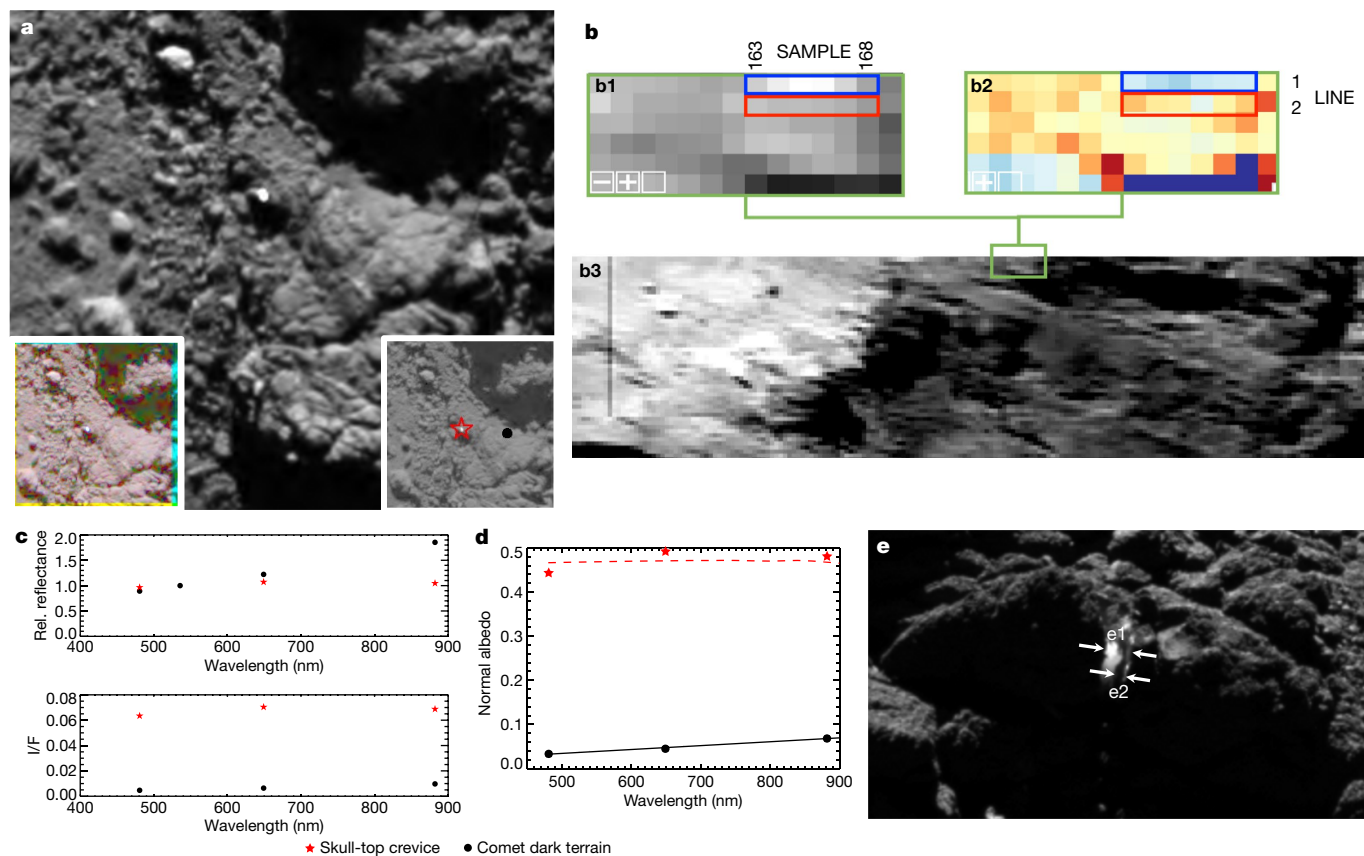 a
b
163 SAMPLE 168
b1
b2
1
2 LINE
b3
c
2.0
1.5
1.0
0.5
0.0
Rel. reflectance
400 500 600 700 800 900
Wavelength (nm)
0.08
0.06
0.04
0.02
0.00
I/F
400 500 600 700 800 900
Wavelength (nm)
d
0.5
0.4
0.3
0.2
0.1
0.0
Normal albedo
500 600 700 800 900
Wavelength (nm)
e
e1
e2
Skull-top crevice Comet dark terrain